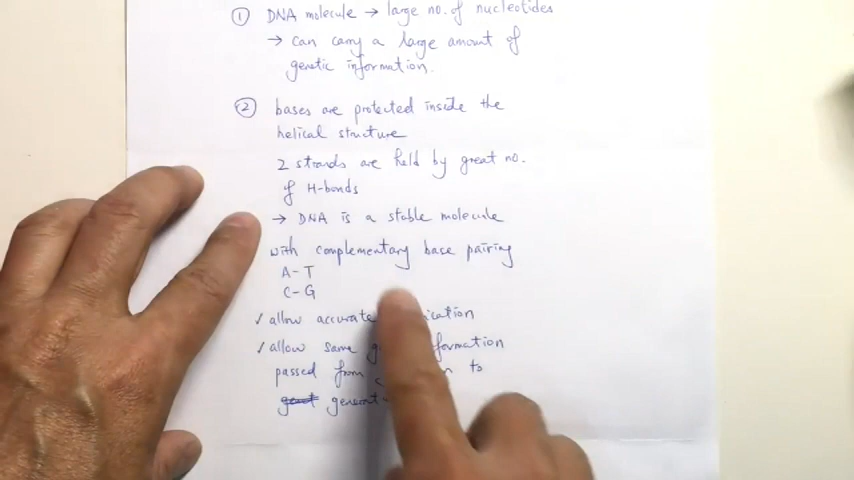 ① DNA molecule → large no. of nucleotides
→ can carry a large amount of
genetic information.
② bases are protected inside the
helical structure
2 strands are held by great no.
of H-bonds
→ DNA is a stable molecule
with complementary base pairing
A-T
C-G
✓ allow accurate
✓ allow same
passed from to